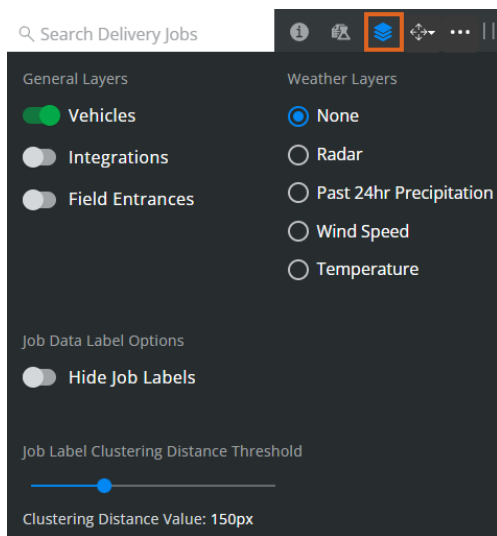 Search Delivery Jobs
General Layers
Weather Layers
Vehicles
None
Integrations
Radar
Field Entrances
Past 24hr Precipitation
Wind Speed
Temperature
Job Data Label Options
Hide Job Labels
Job Label Clustering Distance Threshold
Clustering Distance Value: 150px